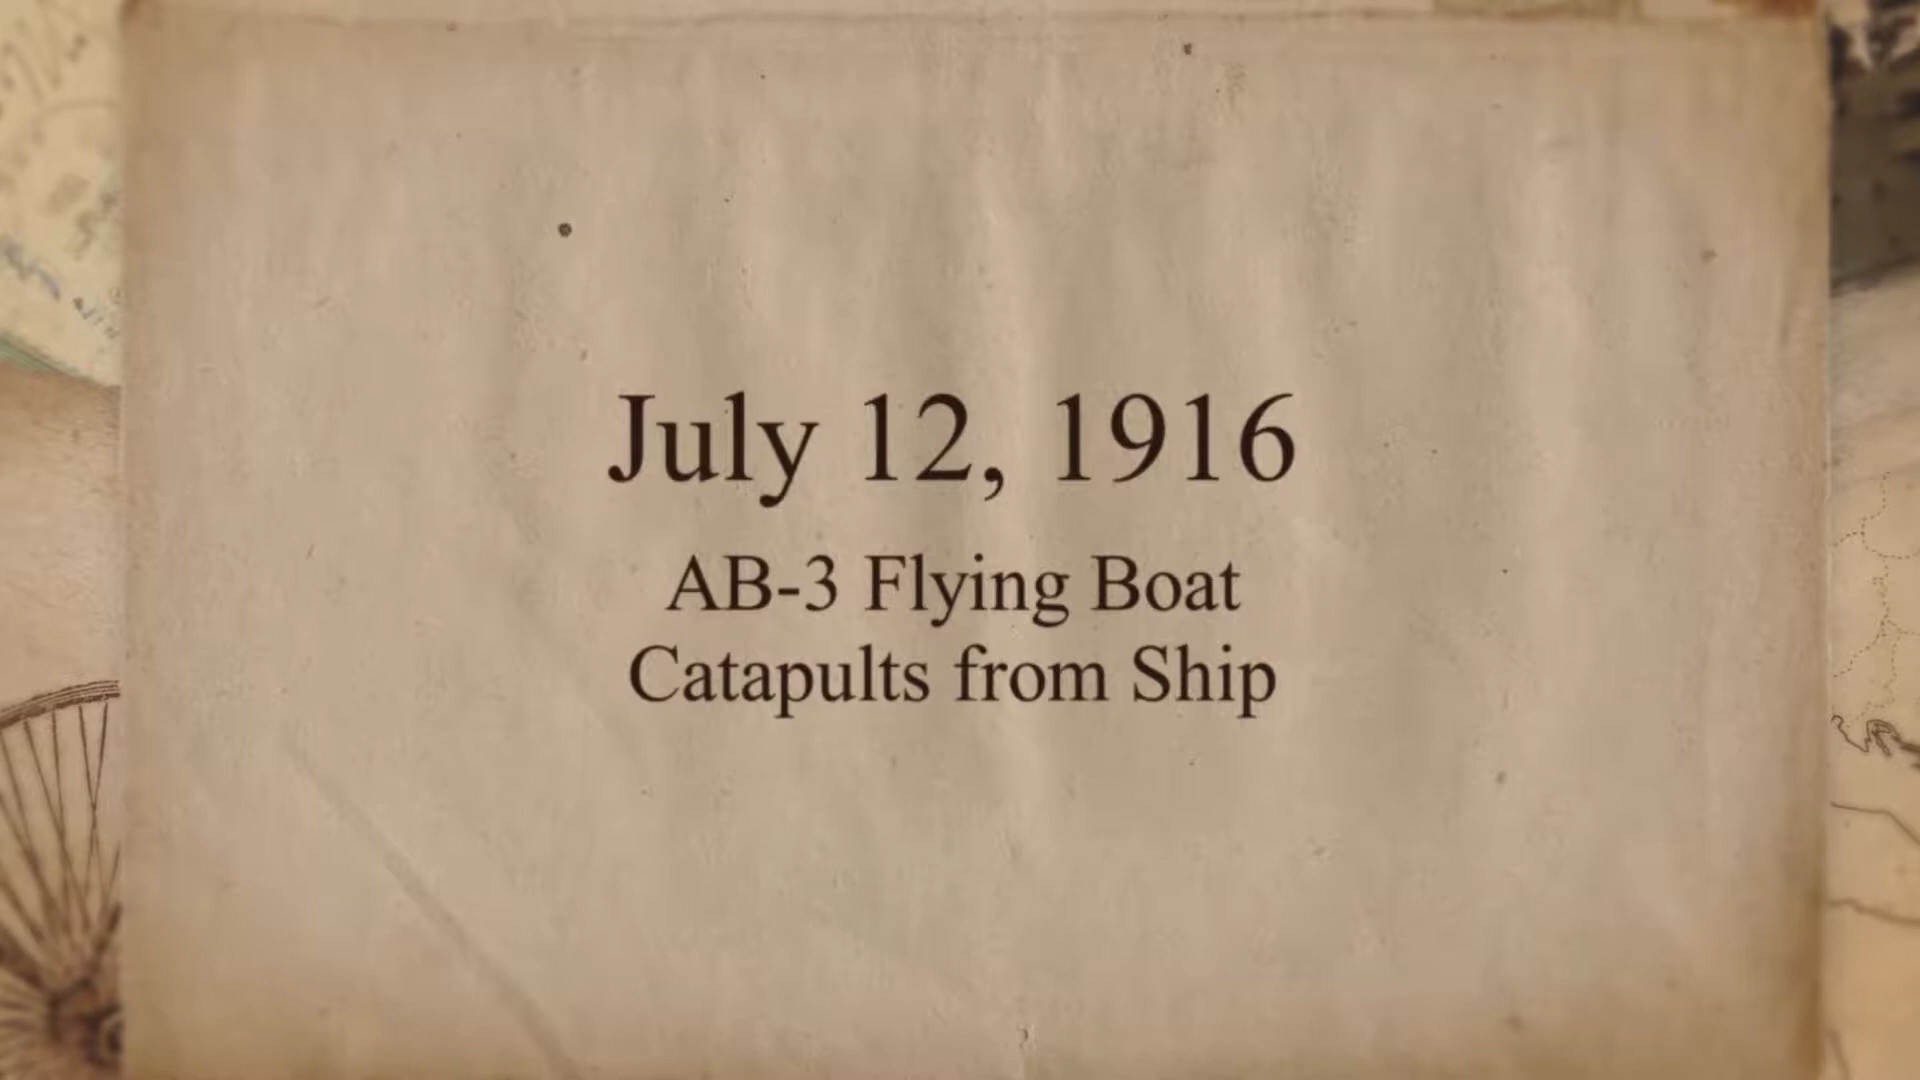 July 12, 1916
AB-3 Flying Boat
Catapults from Ship